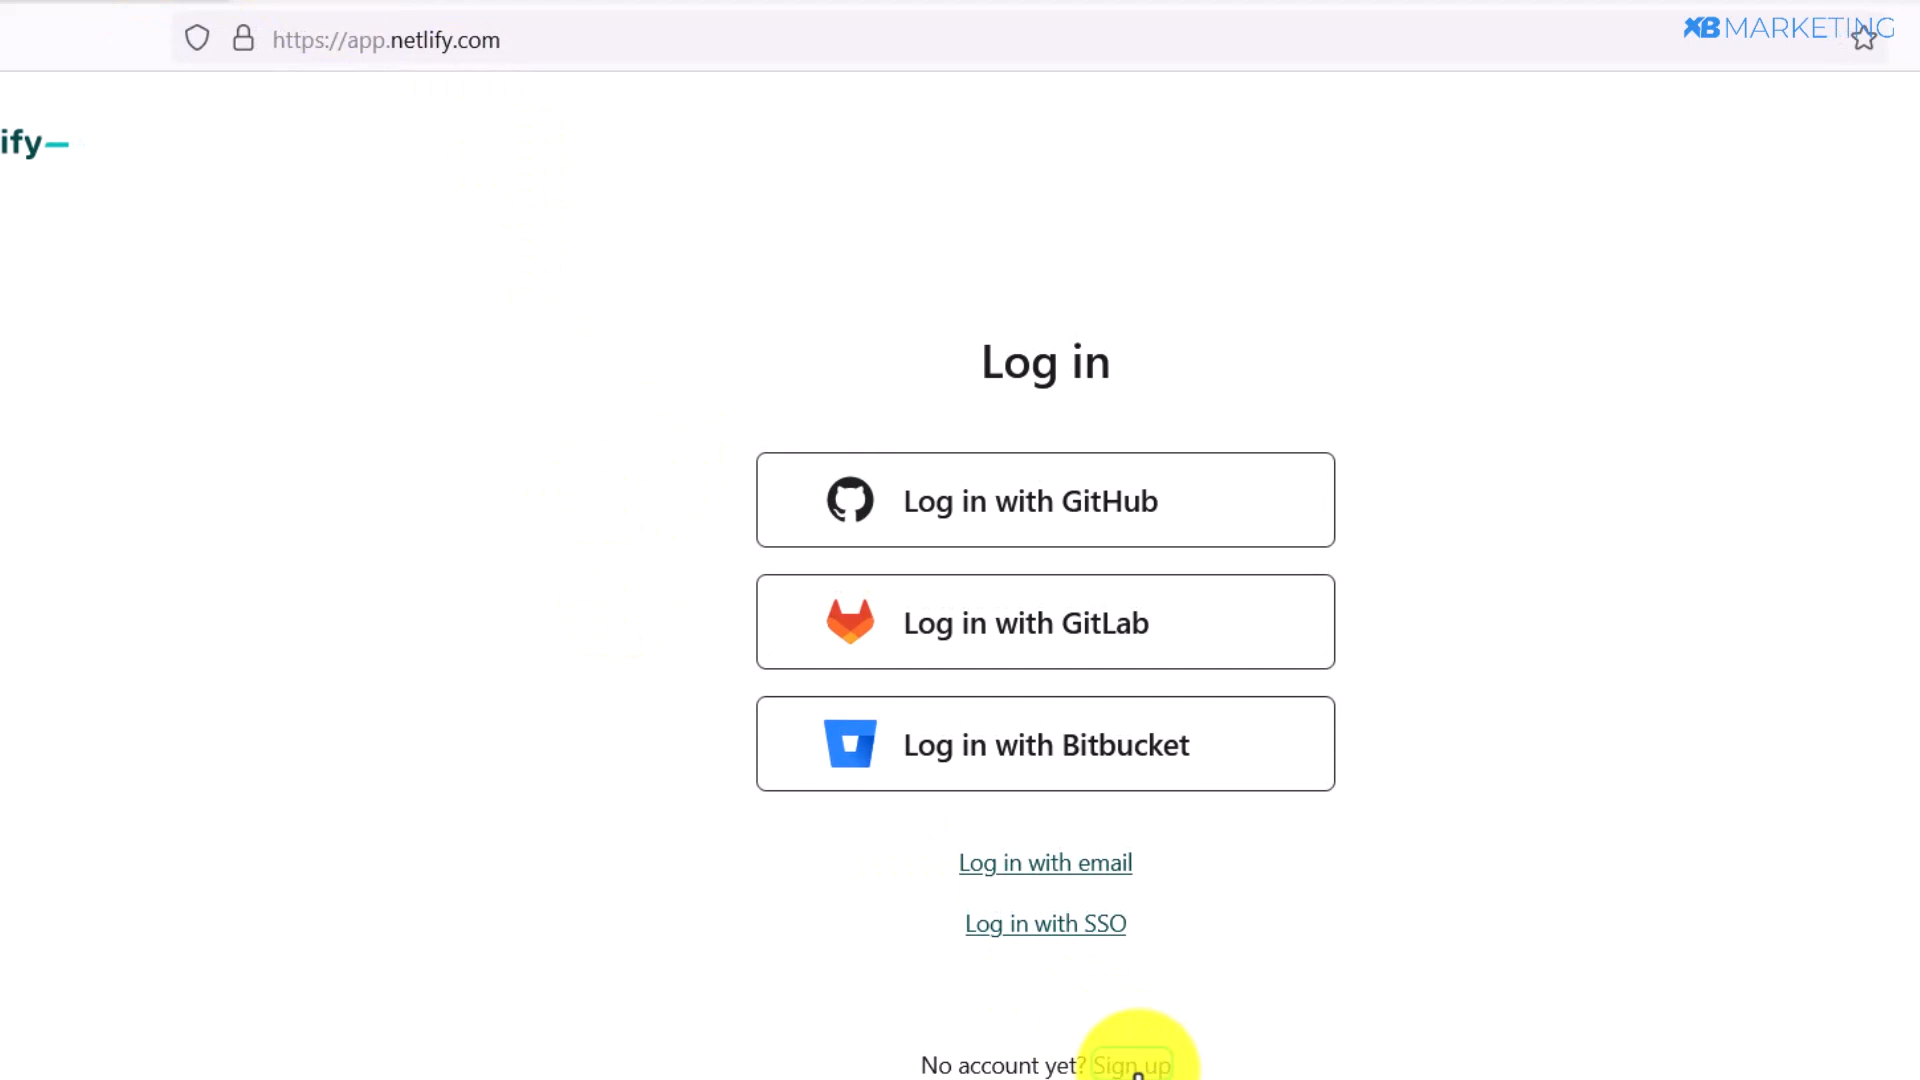 https://app.netlify.com
XB MARKETING
ify
Log in
Log in with GitHub
Log in with GitLab
Log in with Bitbucket
Log in with email
Log in with SSO
No account yet? Sign up